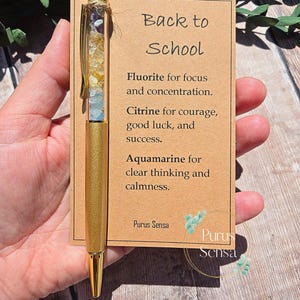 Back to
School
Fluorite for focus
and concentration.
Citrine for courage,
good luck, and
success.
Aquamarine for
clear thinking and
calmness.
Purus Sensa
Purus
Sensa